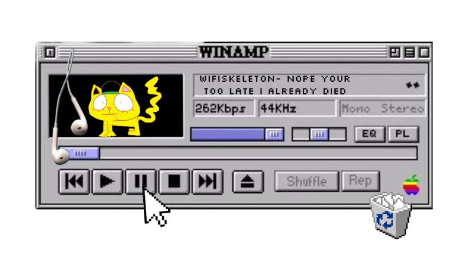 WINAMP
WIFISKELETON- NOPE YOUR
TOO LATE I ALREADY DIED
262Kbps 44KHz Mono Stereo
EQ PL
Shuffle Rep